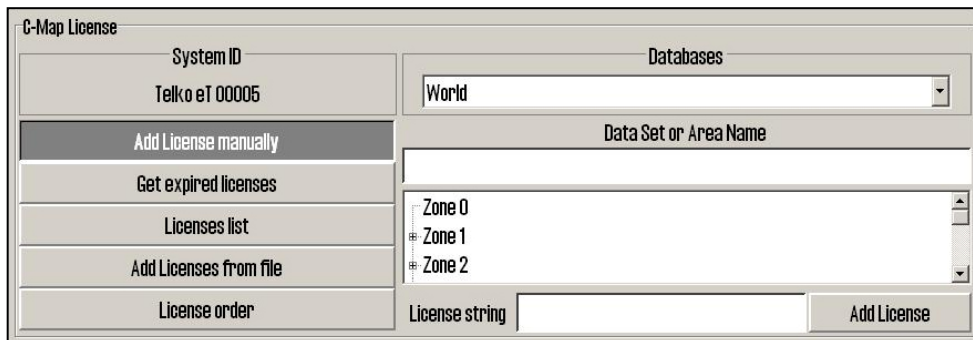 C-Map License
System ID
Telko eT 00005
Add License manually
Get expired licenses
Licenses list
Add Licenses from file
License order
Databases
World
Data Set or Area Name
Zone 0
Zone 1
Zone 2
License string
Add License